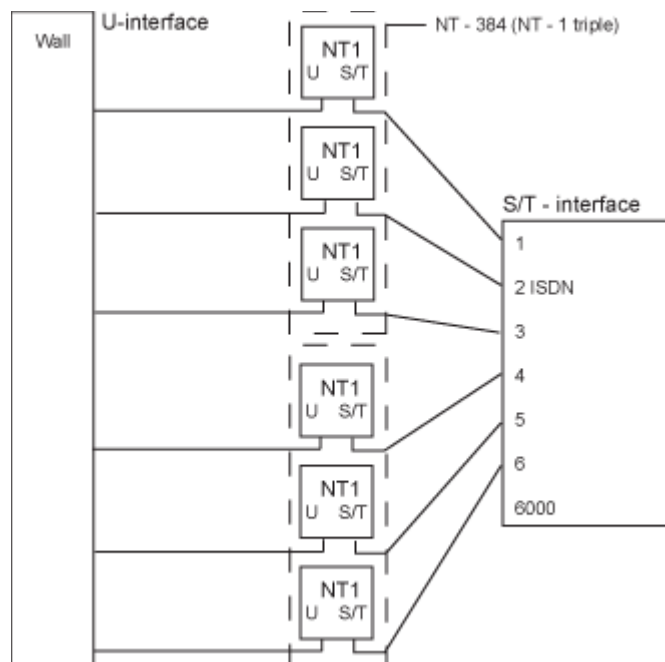 U-interface
NT - 384 (NT - 1 triple)
Wall
NT1
U S/T
NT1
U S/T
NT1
U S/T
S/T - interface
1
2 ISDN
3
4
5
6
6000
NT1
U S/T
NT1
U S/T
NT1
U S/T